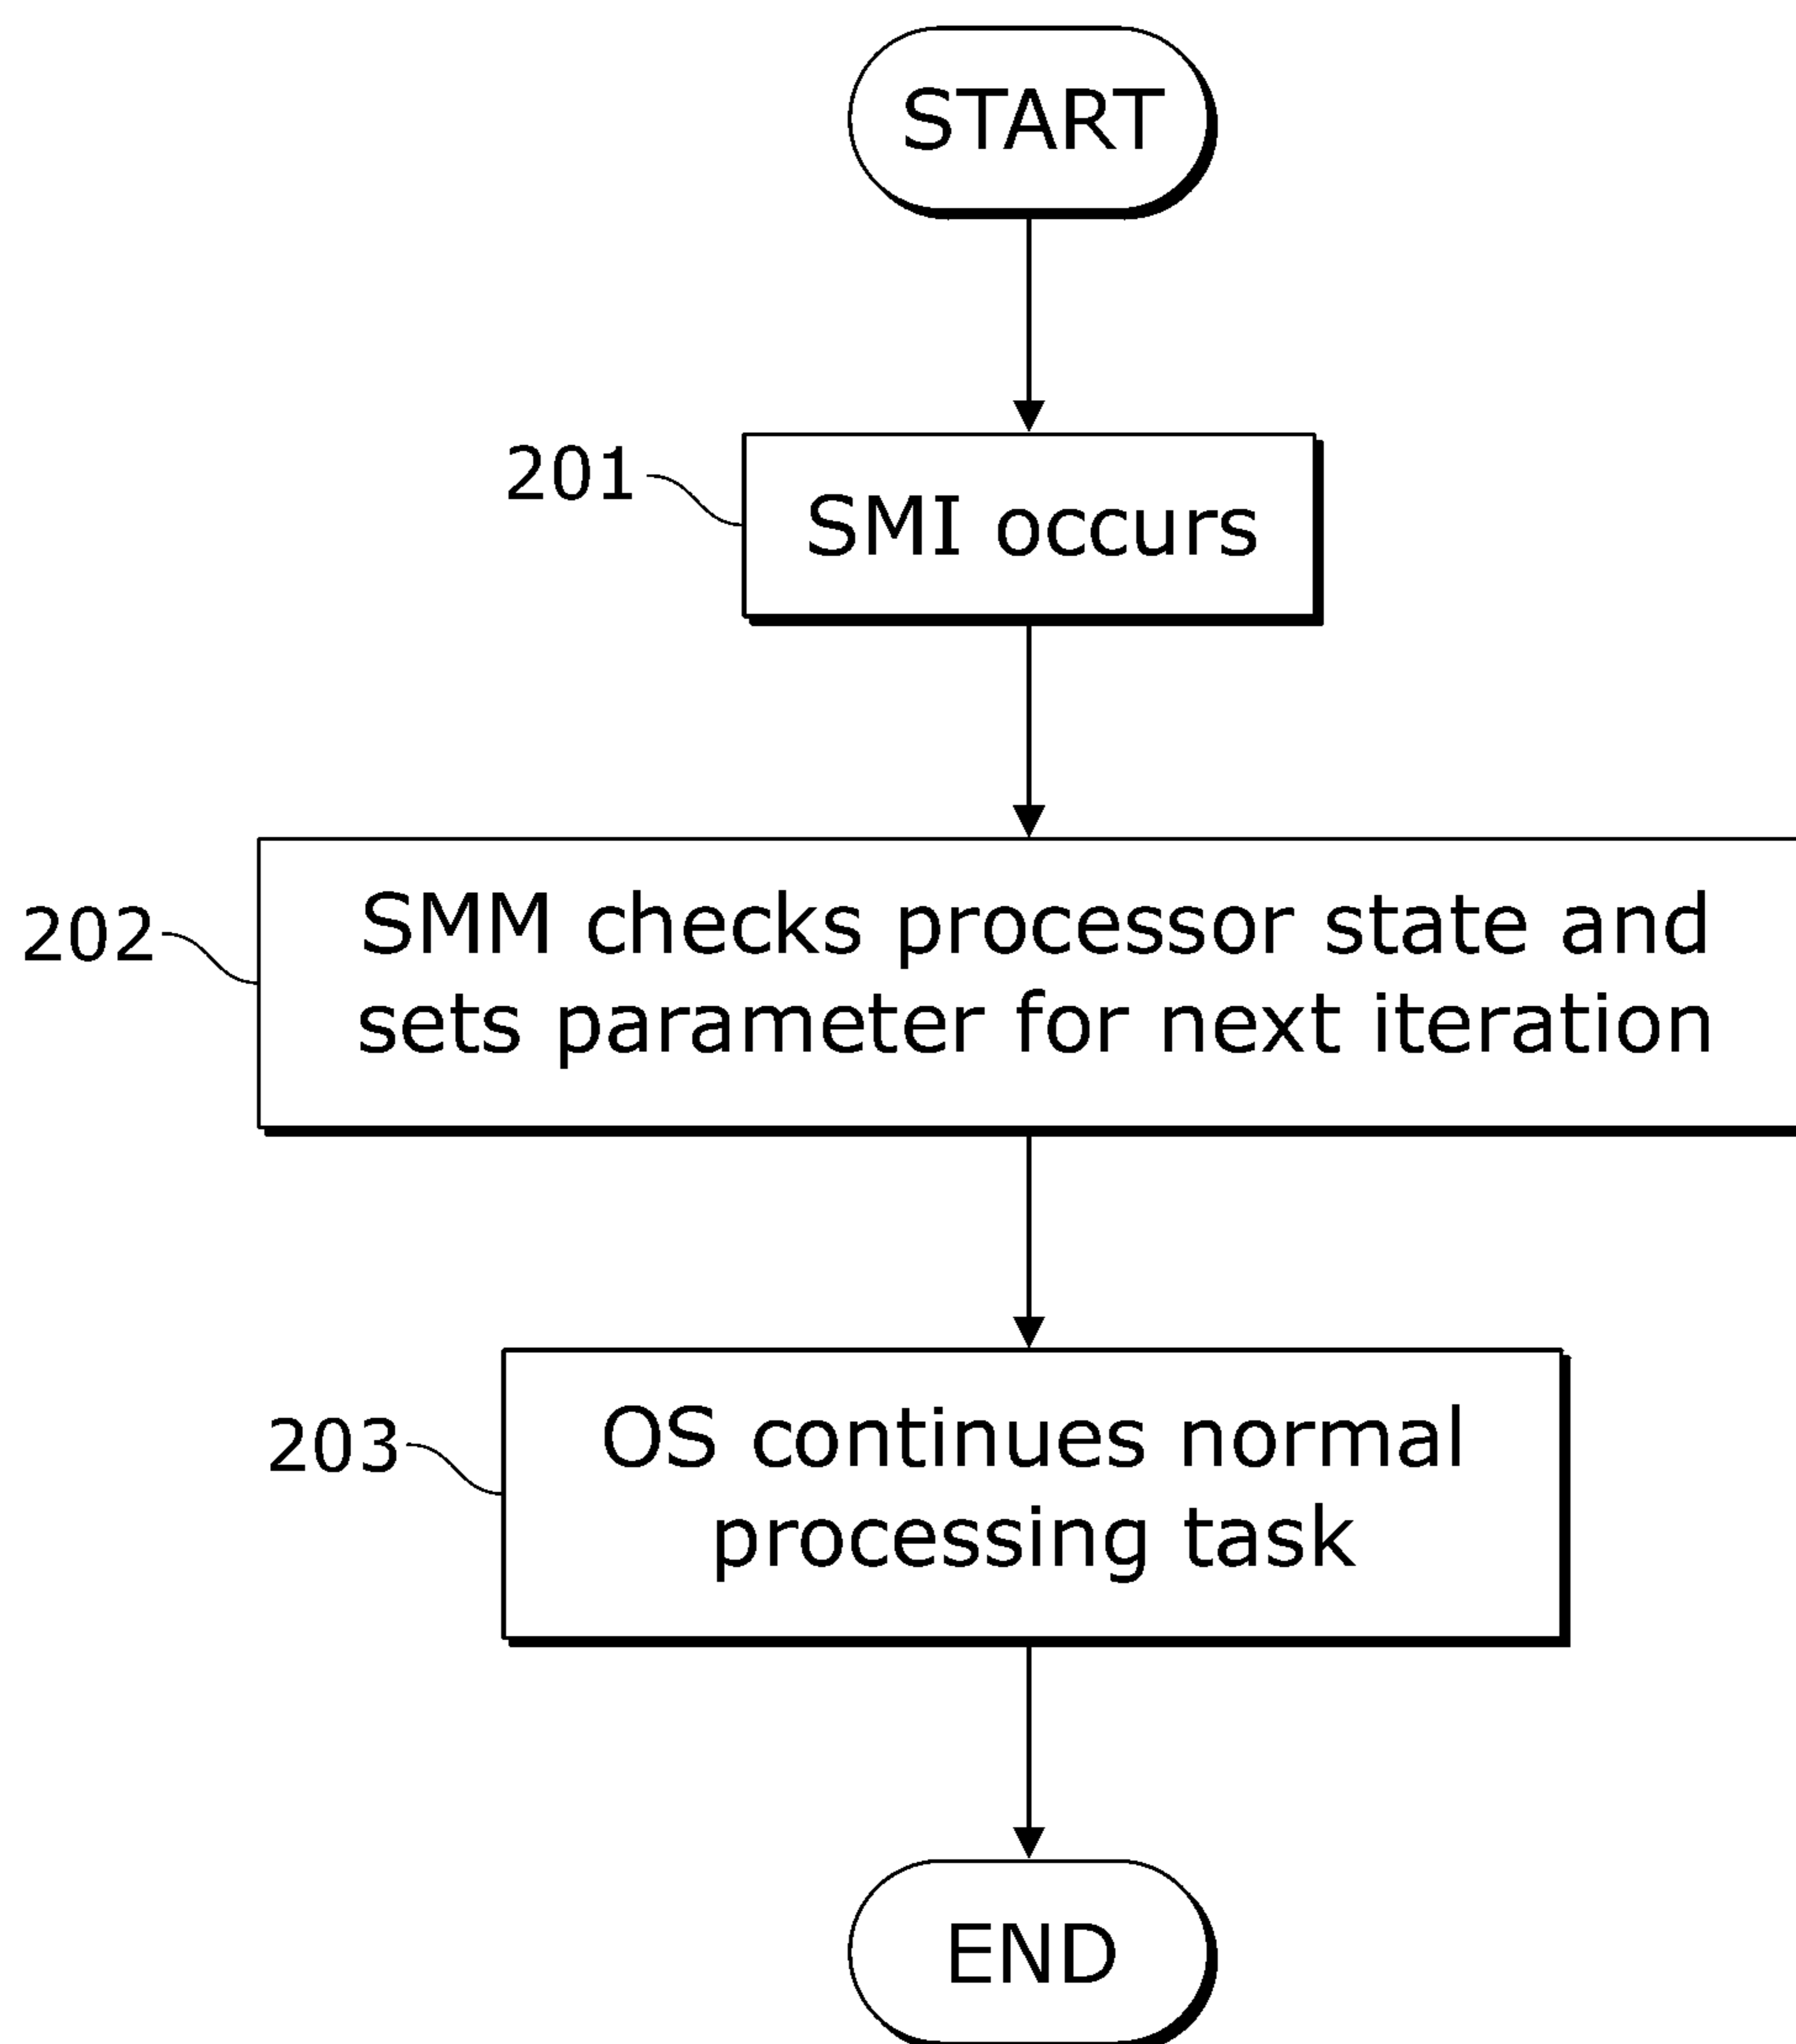 START
201
SMI occurs
202
SMM checks processor state and
sets parameter for next iteration
203
OS continues normal
processing task
END